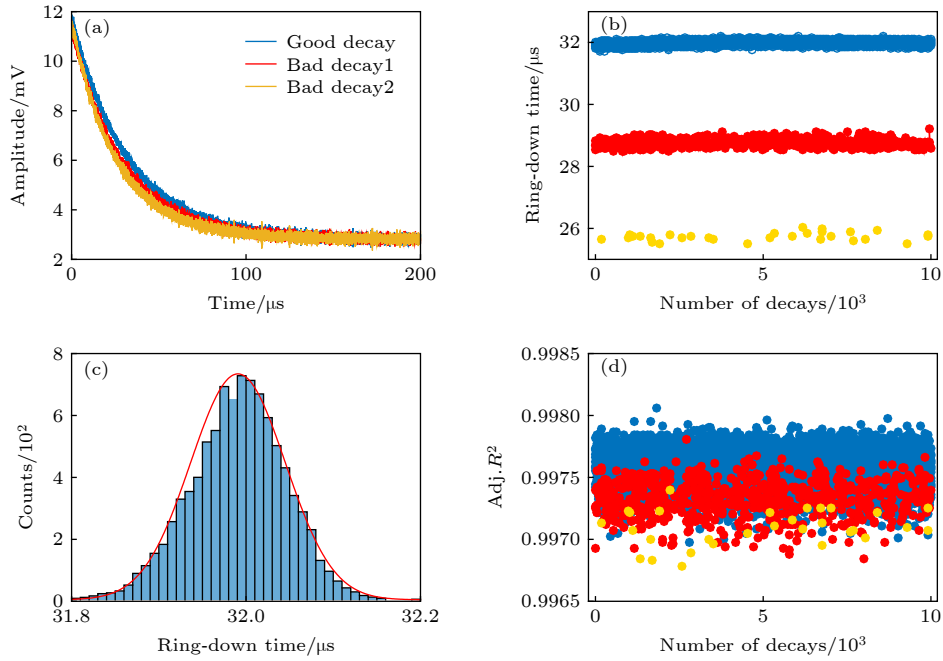 (a)
12
10
8
6
4
2
0
100
200
Amplitude/mV
Time/μs
Good decay
Bad decay1
Bad decay2
(b)
32
30
28
26
0
5
10
Ring-down time/μs
Number of decays/10³
(c)
8
6
4
2
0
31.8
32.0
32.2
Counts/10²
Ring-down time/μs
(d)
0.9985
0.9980
0.9975
0.9970
0.9965
0
5
10
Adj.R²
Number of decays/10³